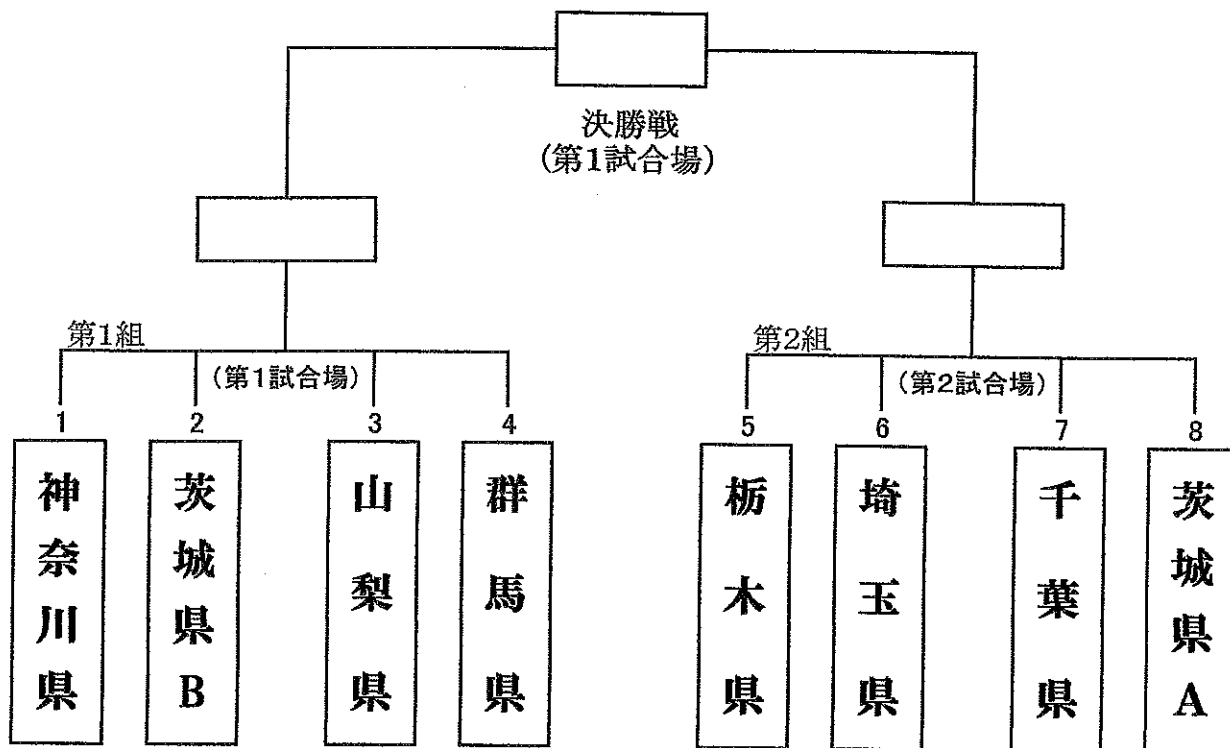 決勝戦
(第1試合場)
第1組
(第1試合場)
1
2
3
4
神奈川県
茨城県B
山梨県
群馬県
第2組
(第2試合場)
5
6
7
8
栃木県
埼玉県
千葉県
茨城県A